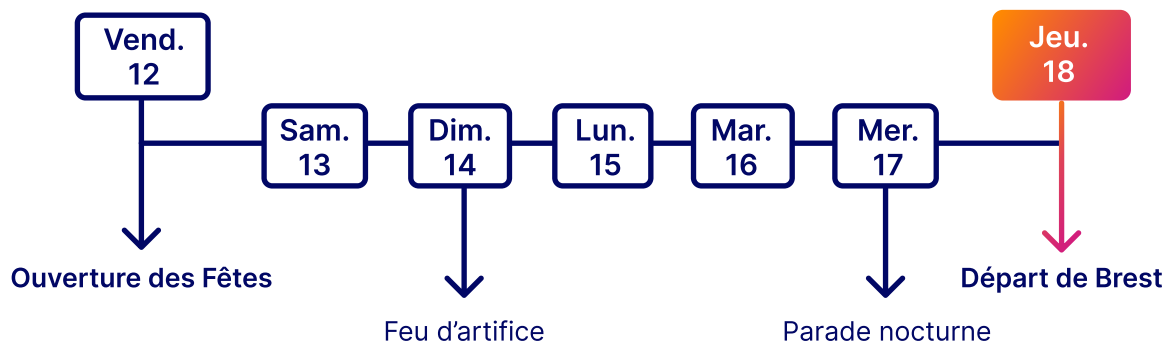 Vend.
12
Jeu.
18
Sam.
13
Dim.
14
Lun.
15
Mar.
16
Mer.
17
Ouverture des Fêtes
Départ de Brest
Feu d’artifice
Parade nocturne